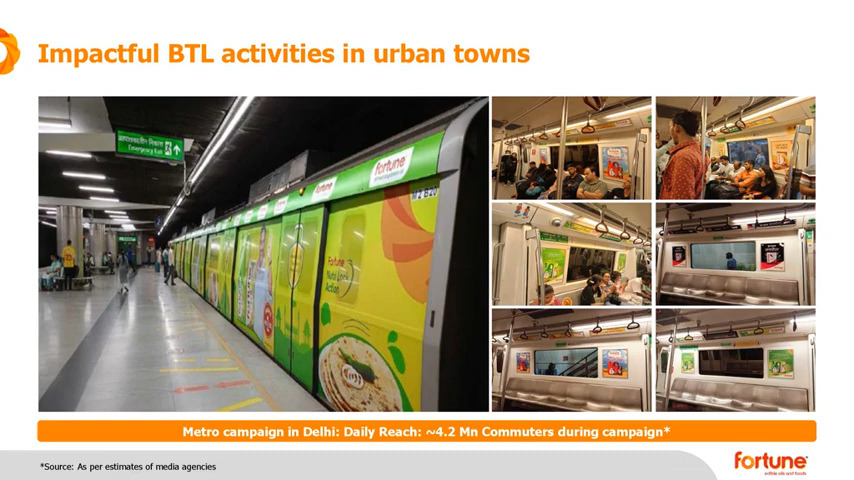 Impactful BTL activities in urban towns
आपातकालीन निकास
Emergency Exit
fortune
fortune
M2 B20
Fortune
Nutri Lock
Action
Metro campaign in Delhi: Daily Reach: ~4.2 Mn Commuters during campaign*
*Source: As per estimates of media agencies
fortune
edible oils and foods